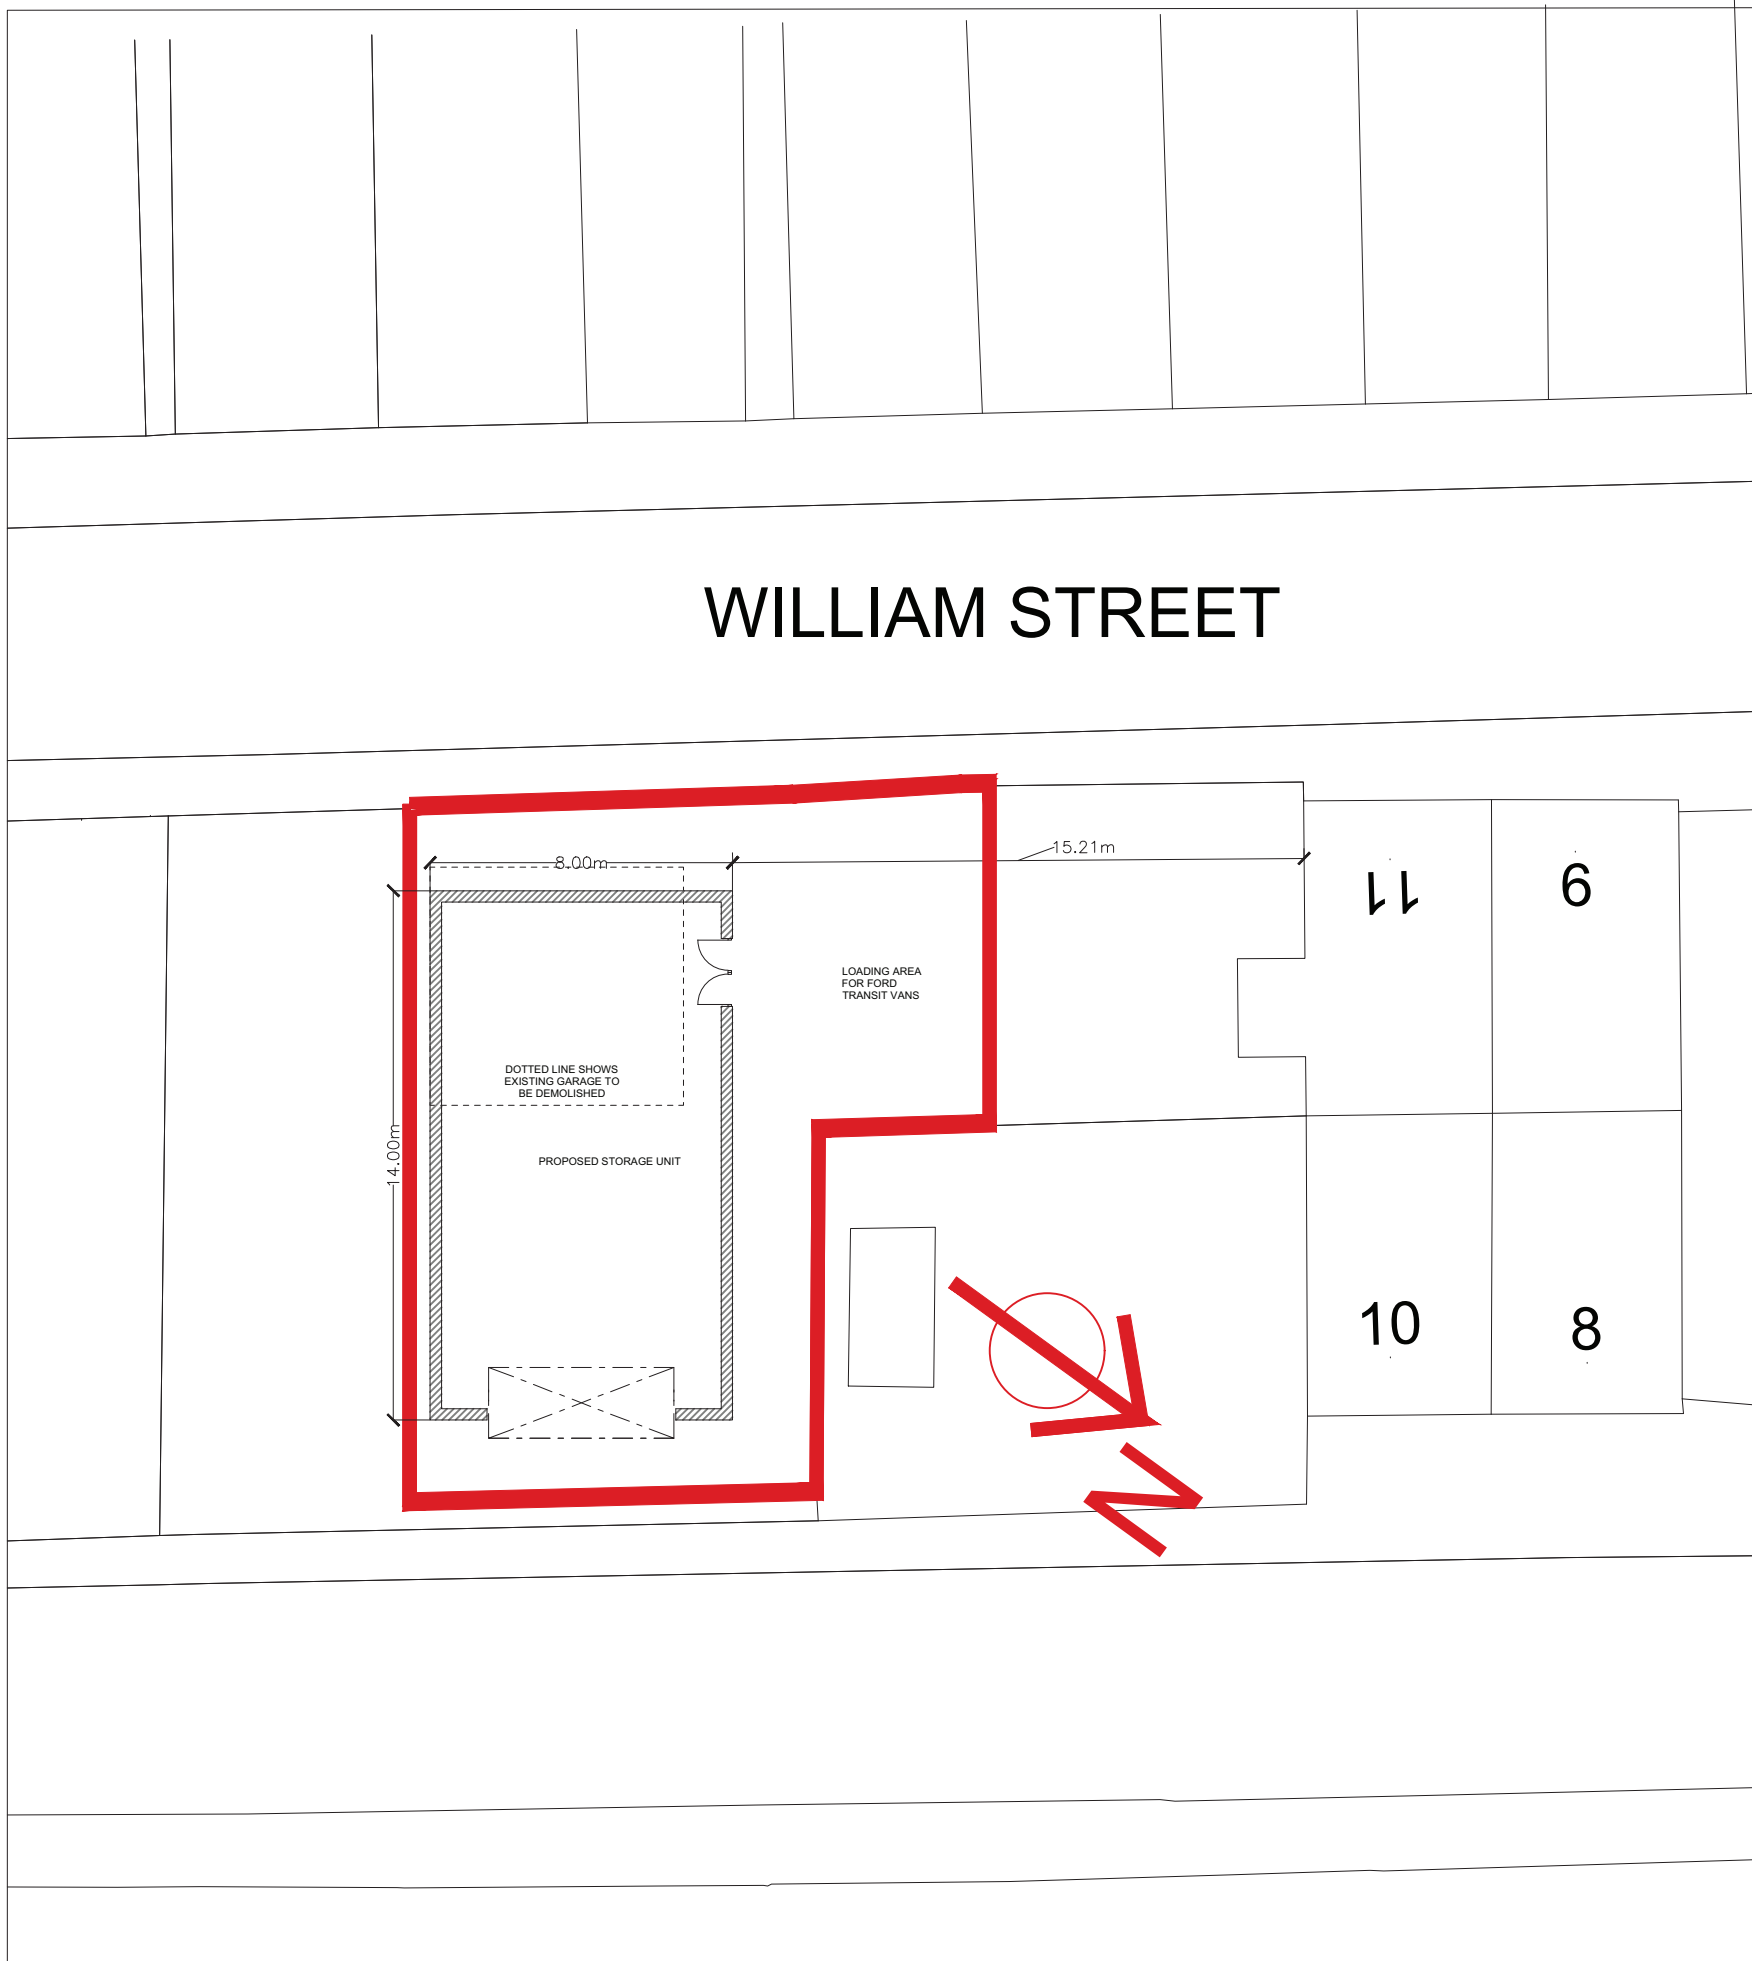 WILLIAM STREET
8.00m
15.21m
11
9
LOADING AREA
FOR FORD
TRANSIT VANS
DOTTED LINE SHOWS
EXISTING GARAGE TO
BE DEMOLISHED
14.00m
PROPOSED STORAGE UNIT
10
8
N